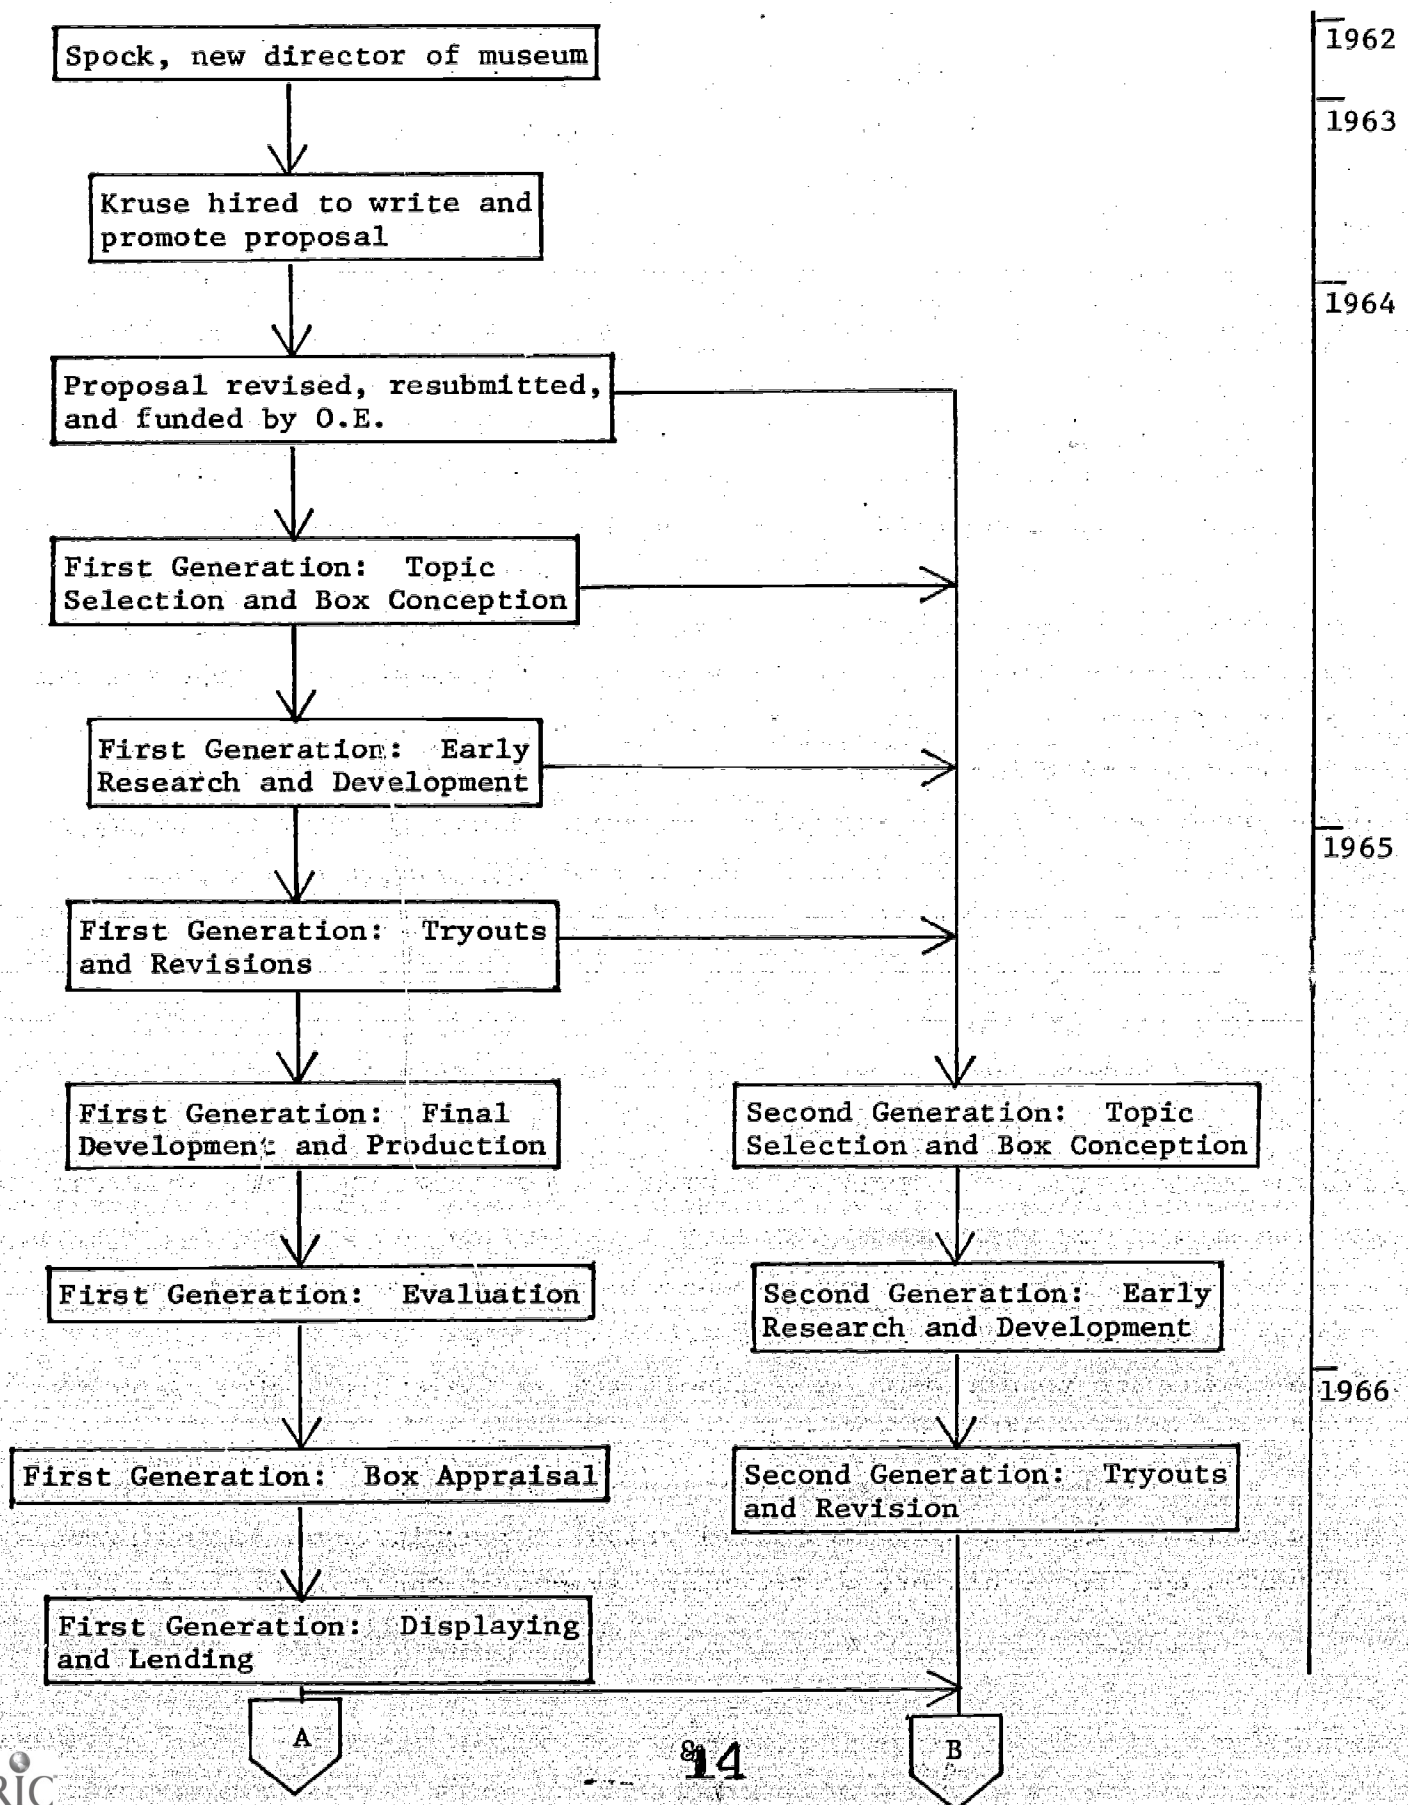 Spock, new director of museum
1962
1963
Kruse hired to write and
promote proposal
1964
Proposal revised, resubmitted,
and funded by O.E.
First Generation: Topic
Selection and Box Conception
First Generation: Early
Research and Development
1965
First Generation: Tryouts
and Revisions
First Generation: Final
Development and Production
Second Generation: Topic
Selection and Box Conception
First Generation: Evaluation
Second Generation: Early
Research and Development
1966
First Generation: Box Appraisal
Second Generation: Tryouts
and Revision
First Generation: Displaying
and Lending
A
B
14
RIC